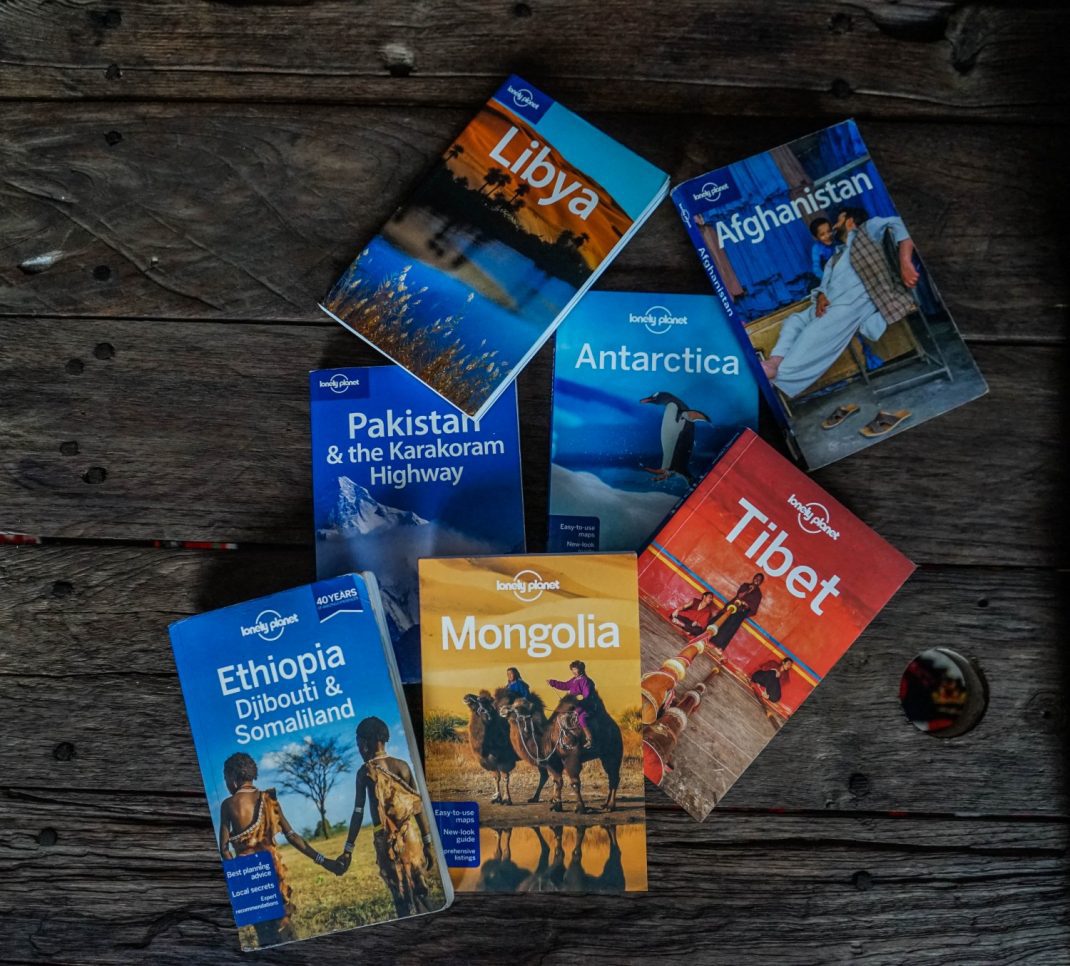 lonely planet
Libya
lonely planet
Afghanistan
Afghanistan
lonely planet
Antarctica
Easy-to-use
maps
New-look
lonely planet
Pakistan
& the Karakoram
Highway
lonely planet
Tibet
lonely planet
Mongolia
Easy-to-use
maps
New-look
guide
prehensive
listings
40 YEARS
lonely planet
Ethiopia
Djibouti &
Somaliland
Best planning
advice
Local secrets
Expert
recommendations